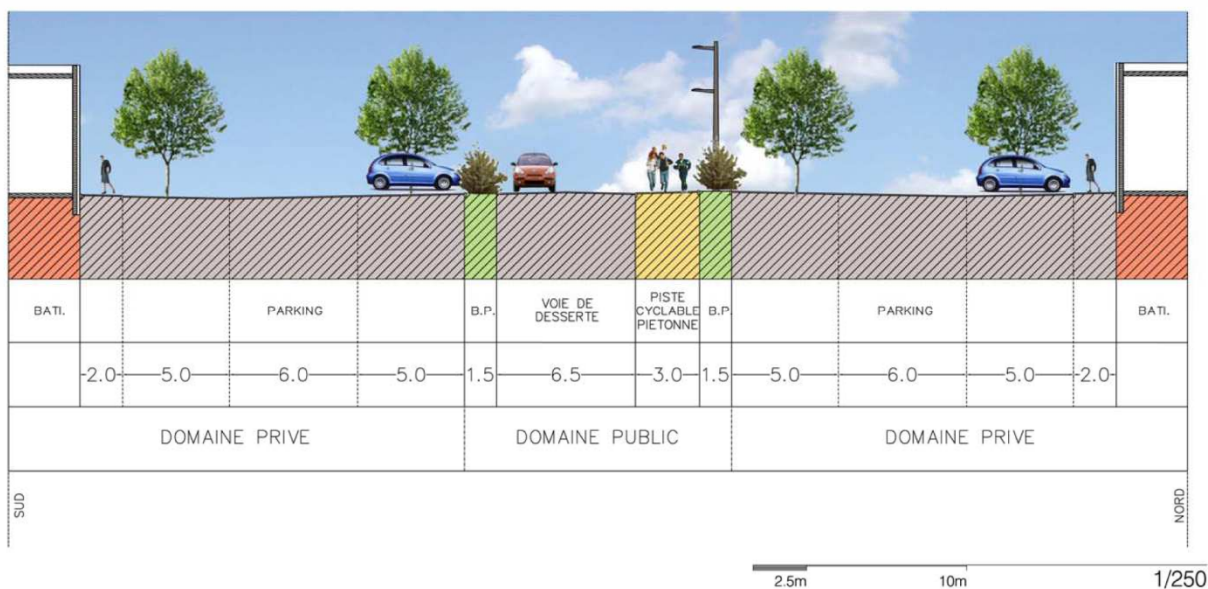 BATI.
PARKING
B.P.
VOIE DE
DESSERTE
PISTE
CYCLABLE
PIETONNE
B.P.
PARKING
BATI.
2.0 5.0 6.0 5.0 1.5 6.5 3.0 1.5 5.0 6.0 5.0 2.0
DOMAINE PRIVE
DOMAINE PUBLIC
DOMAINE PRIVE
SUD
NORD
2.5m 10m 1/250